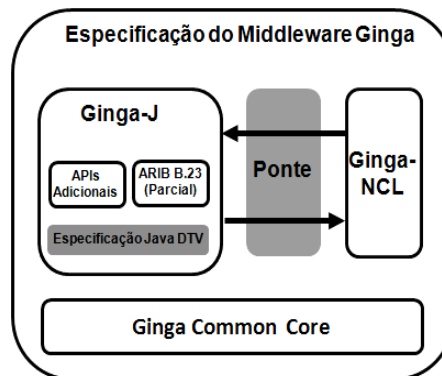 Especificação do Middleware Ginga
Ginga-J
APIs
Adicionais
ARIB B.23
(Parcial)
Especificação Java DTV
Ponte
Ginga-
NCL
Ginga Common Core